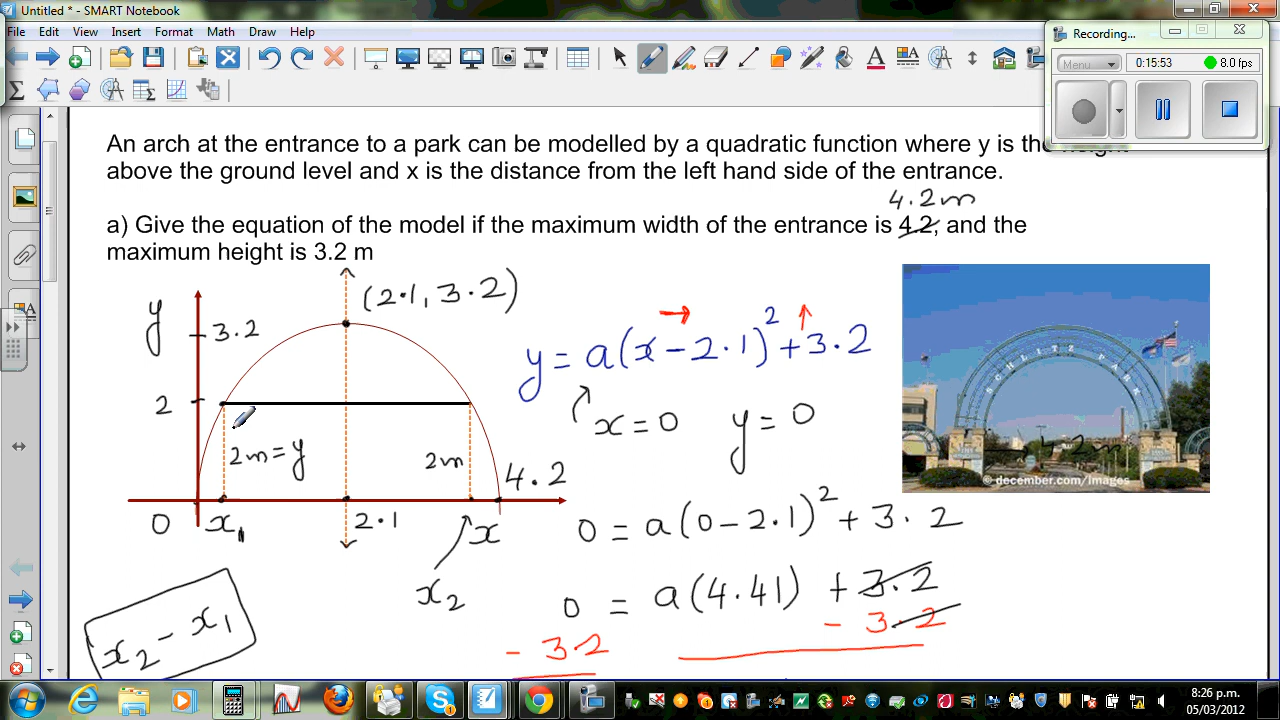 Untitled * - SMART Notebook
File Edit View Insert Format Math Draw Help
Recording...
Menu 0:15:53 8.0 fps
An arch at the entrance to a park can be modelled by a quadratic function where y is the
above the ground level and x is the distance from the left hand side of the entrance.
4.2m
a) Give the equation of the model if the maximum width of the entrance is 4.2, and the
maximum height is 3.2 m
(2.1, 3.2)
y 3.2
y = a(x - 2.1)² + 3.2
2
x = 0 y = 0
2m = y 2m
4.2
0 x₁ 2.1 x
x₂
SCHLITZ PARK
4.2m
© december.com/Images
0 = a(0 - 2.1)² + 3.2
0 = a(4.41) + 3.2
- 3.2 - 3.2
x₂ - x₁
8:26 p.m.
05/03/2012